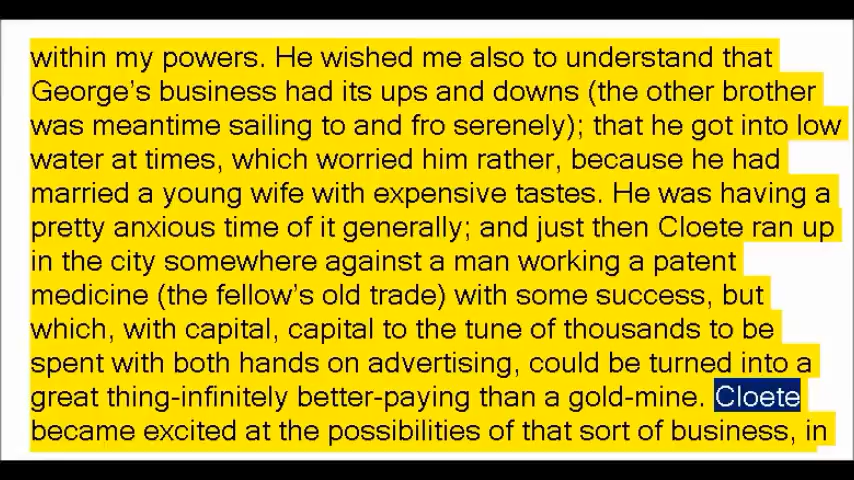 within my powers. He wished me also to understand that
George’s business had its ups and downs (the other brother
was meantime sailing to and fro serenely); that he got into low
water at times, which worried him rather, because he had
married a young wife with expensive tastes. He was having a
pretty anxious time of it generally; and just then Cloete ran up
in the city somewhere against a man working a patent
medicine (the fellow’s old trade) with some success, but
which, with capital, capital to the tune of thousands to be
spent with both hands on advertising, could be turned into a
great thing-infinitely better-paying than a gold-mine. Cloete
became excited at the possibilities of that sort of business, in